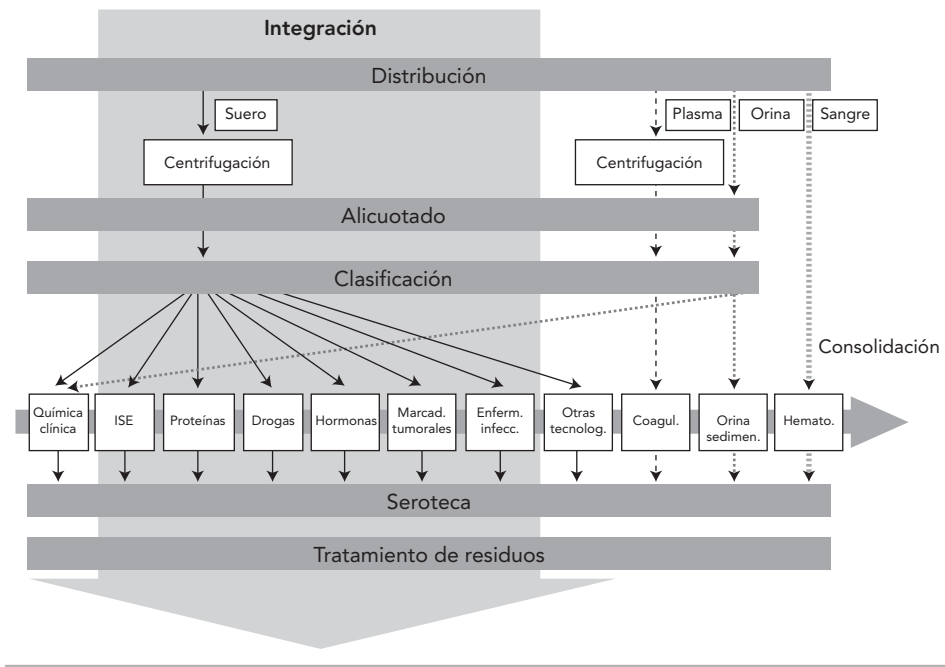 Integración
Distribución
Suero
Plasma
Orina
Sangre
Centrifugación
Centrifugación
Alicuotado
Clasificación
Consolidación
Química
clínica
ISE
Proteínas
Drogas
Hormonas
Marcad.
tumorales
Enferm.
infecc.
Otras
tecnolog.
Coagul.
Orina
sedimen.
Hemato.
Seroteca
Tratamiento de residuos